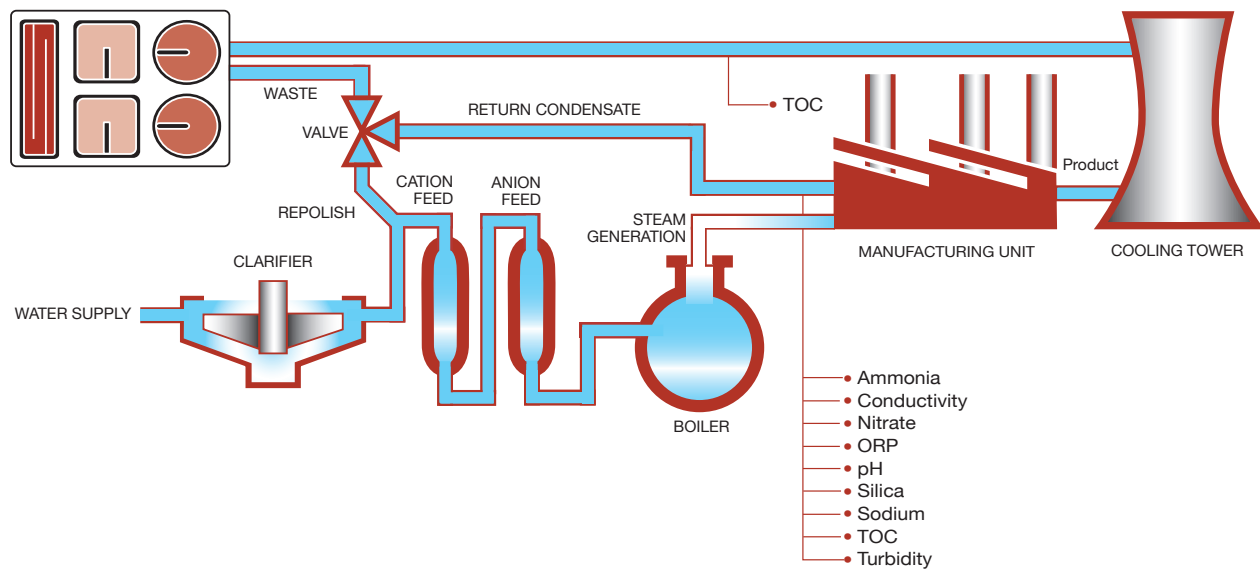 WASTE
TOC
RETURN CONDENSATE
VALVE
Product
CATION
FEED
ANION
FEED
REPOLISH
STEAM
GENERATION
MANUFACTURING UNIT
COOLING TOWER
CLARIFIER
WATER SUPPLY
BOILER
Ammonia
Conductivity
Nitrate
ORP
pH
Silica
Sodium
TOC
Turbidity